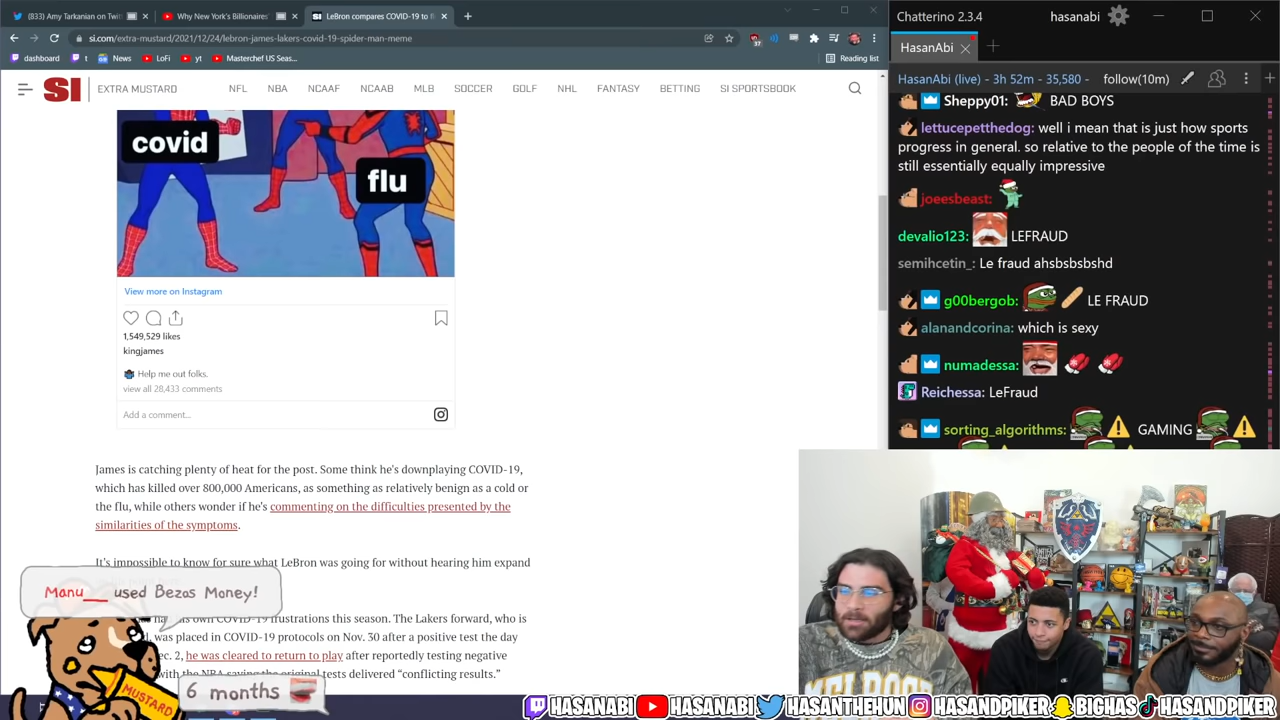 (833) Amy Tarkanian on Twit
Why New York's Billionaires'
SI LeBron compares COVID-19 to f
si.com/extra-mustard/2021/12/24/lebron-james-lakers-covid-19-spider-man-meme
37
dashboard t News LoFi yt Masterchef US Seas...
Reading list
SI EXTRA MUSTARD NFL NBA NCAAF NCAAB MLB SOCCER GOLF NHL FANTASY BETTING SI SPORTSBOOK
covid
flu
View more on Instagram
1,549,529 likes
kingjames
Help me out folks.
view all 28,433 comments
Add a comment...
James is catching plenty of heat for the post. Some think he's downplaying COVID-19,
which has killed over 800,000 Americans, as something as relatively benign as a cold or
the flu, while others wonder if he's commenting on the difficulties presented by the
similarities of the symptoms.
It's impossible to know for sure what LeBron was going for without hearing him expand
his own COVID-19 frustrations this season. The Lakers forward, who is
was placed in COVID-19 protocols on Nov. 30 after a positive test the day
ec. 2, he was cleared to return to play after reportedly testing negative
with the NBA saying the original tests delivered “conflicting results.”
Manu__ used Bezas Money!
MUSTARD
6 months
Chatterino 2.3.4 hasanabi
HasanAbi
HasanAbi (live) - 3h 52m - 35,580 - follow(10m)
Sheppy01: BAD BOYS
lettucepetthedog: well i mean that is just how sports
progress in general. so relative to the people of the time is
still essentially equally impressive
joeesbeast:
devalio123: LEFRAUD
semihcetin_: Le fraud ahsbsbsbshd
g00bergob: LE FRAUD
alanandcorina: which is sexy
numadessa:
Reichessa: LeFraud
sorting_algorithms: GAMING
HASANABI HASANABI HASANTHEHUN HASANDPIKER BIGHAS HASANDPIKER